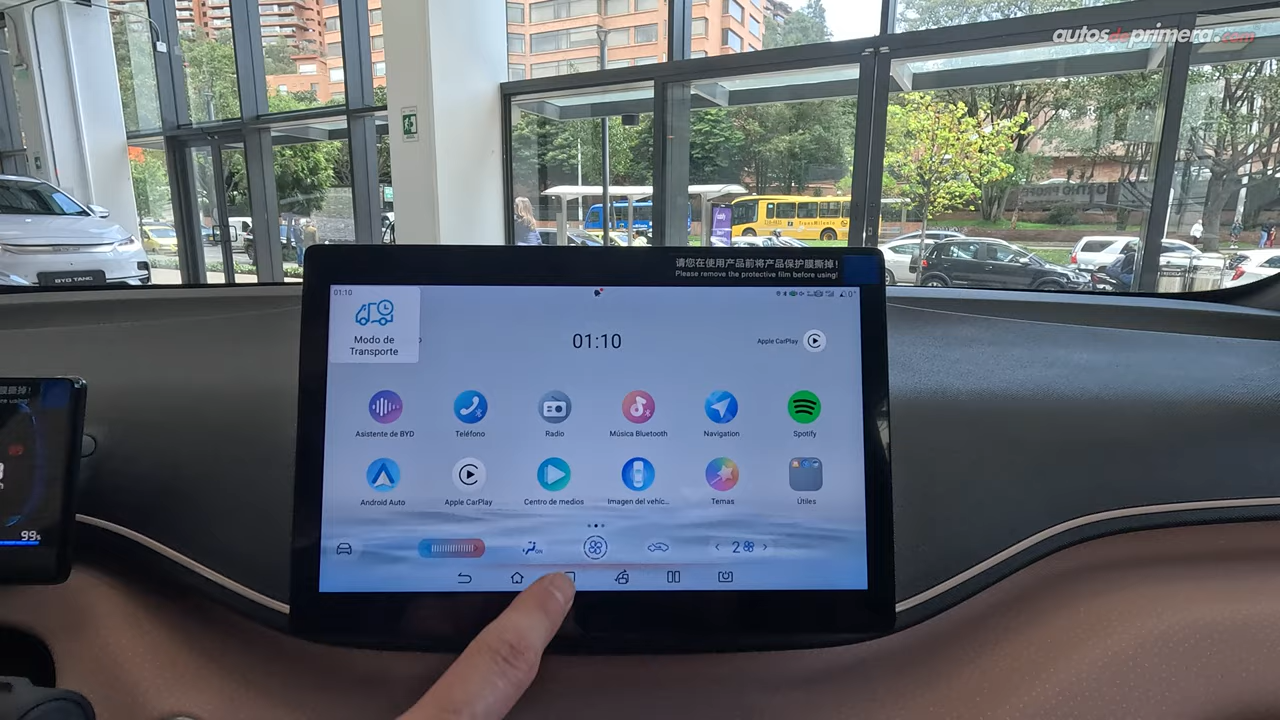 autosdeprimera.com
TransMilenio
BYD TANG
请您在使用产品前将产品保护膜撕掉!
Please remove the protective film before using!
01:10
Modo de
Transporte
01:10
Apple CarPlay
Asistente de BYD
Teléfono
Radio
Música Bluetooth
Navigation
Spotify
Android Auto
Apple CarPlay
Centro de medios
Imagen del vehíc...
Temas
Útiles
ON
2
99%